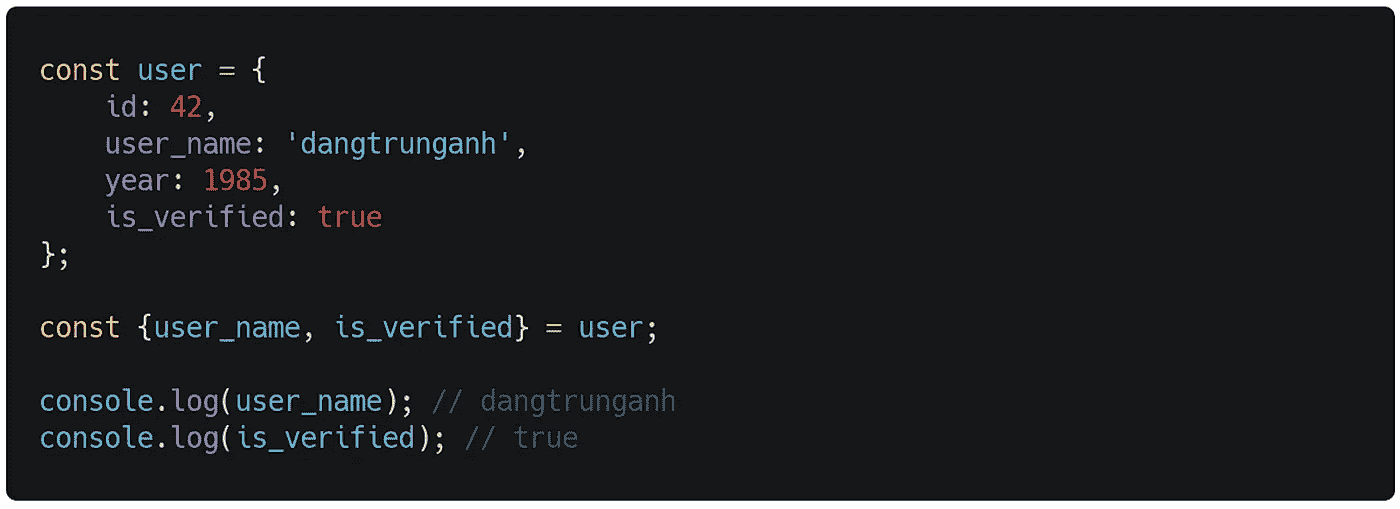 const user = {
    id: 42,
    user_name: 'dangtrunganh',
    year: 1985,
    is_verified: true
};
const {user_name, is_verified} = user;
console.log(user_name); // dangtrunganh
console.log(is_verified); // true